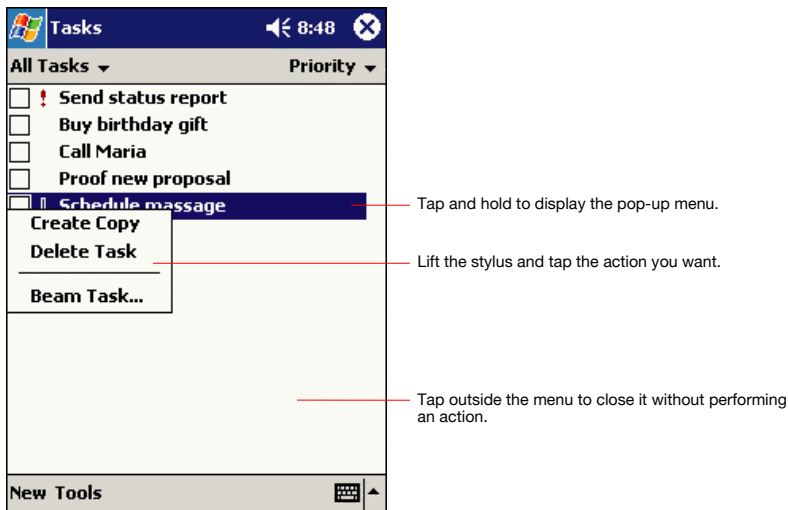 Tasks 8:48
All Tasks Priority
! Send status report
Buy birthday gift
Call Maria
Proof new proposal
Schedule massage
Create Copy
Delete Task
Beam Task...
New Tools
Tap and hold to display the pop-up menu.
Lift the stylus and tap the action you want.
Tap outside the menu to close it without performing
an action.